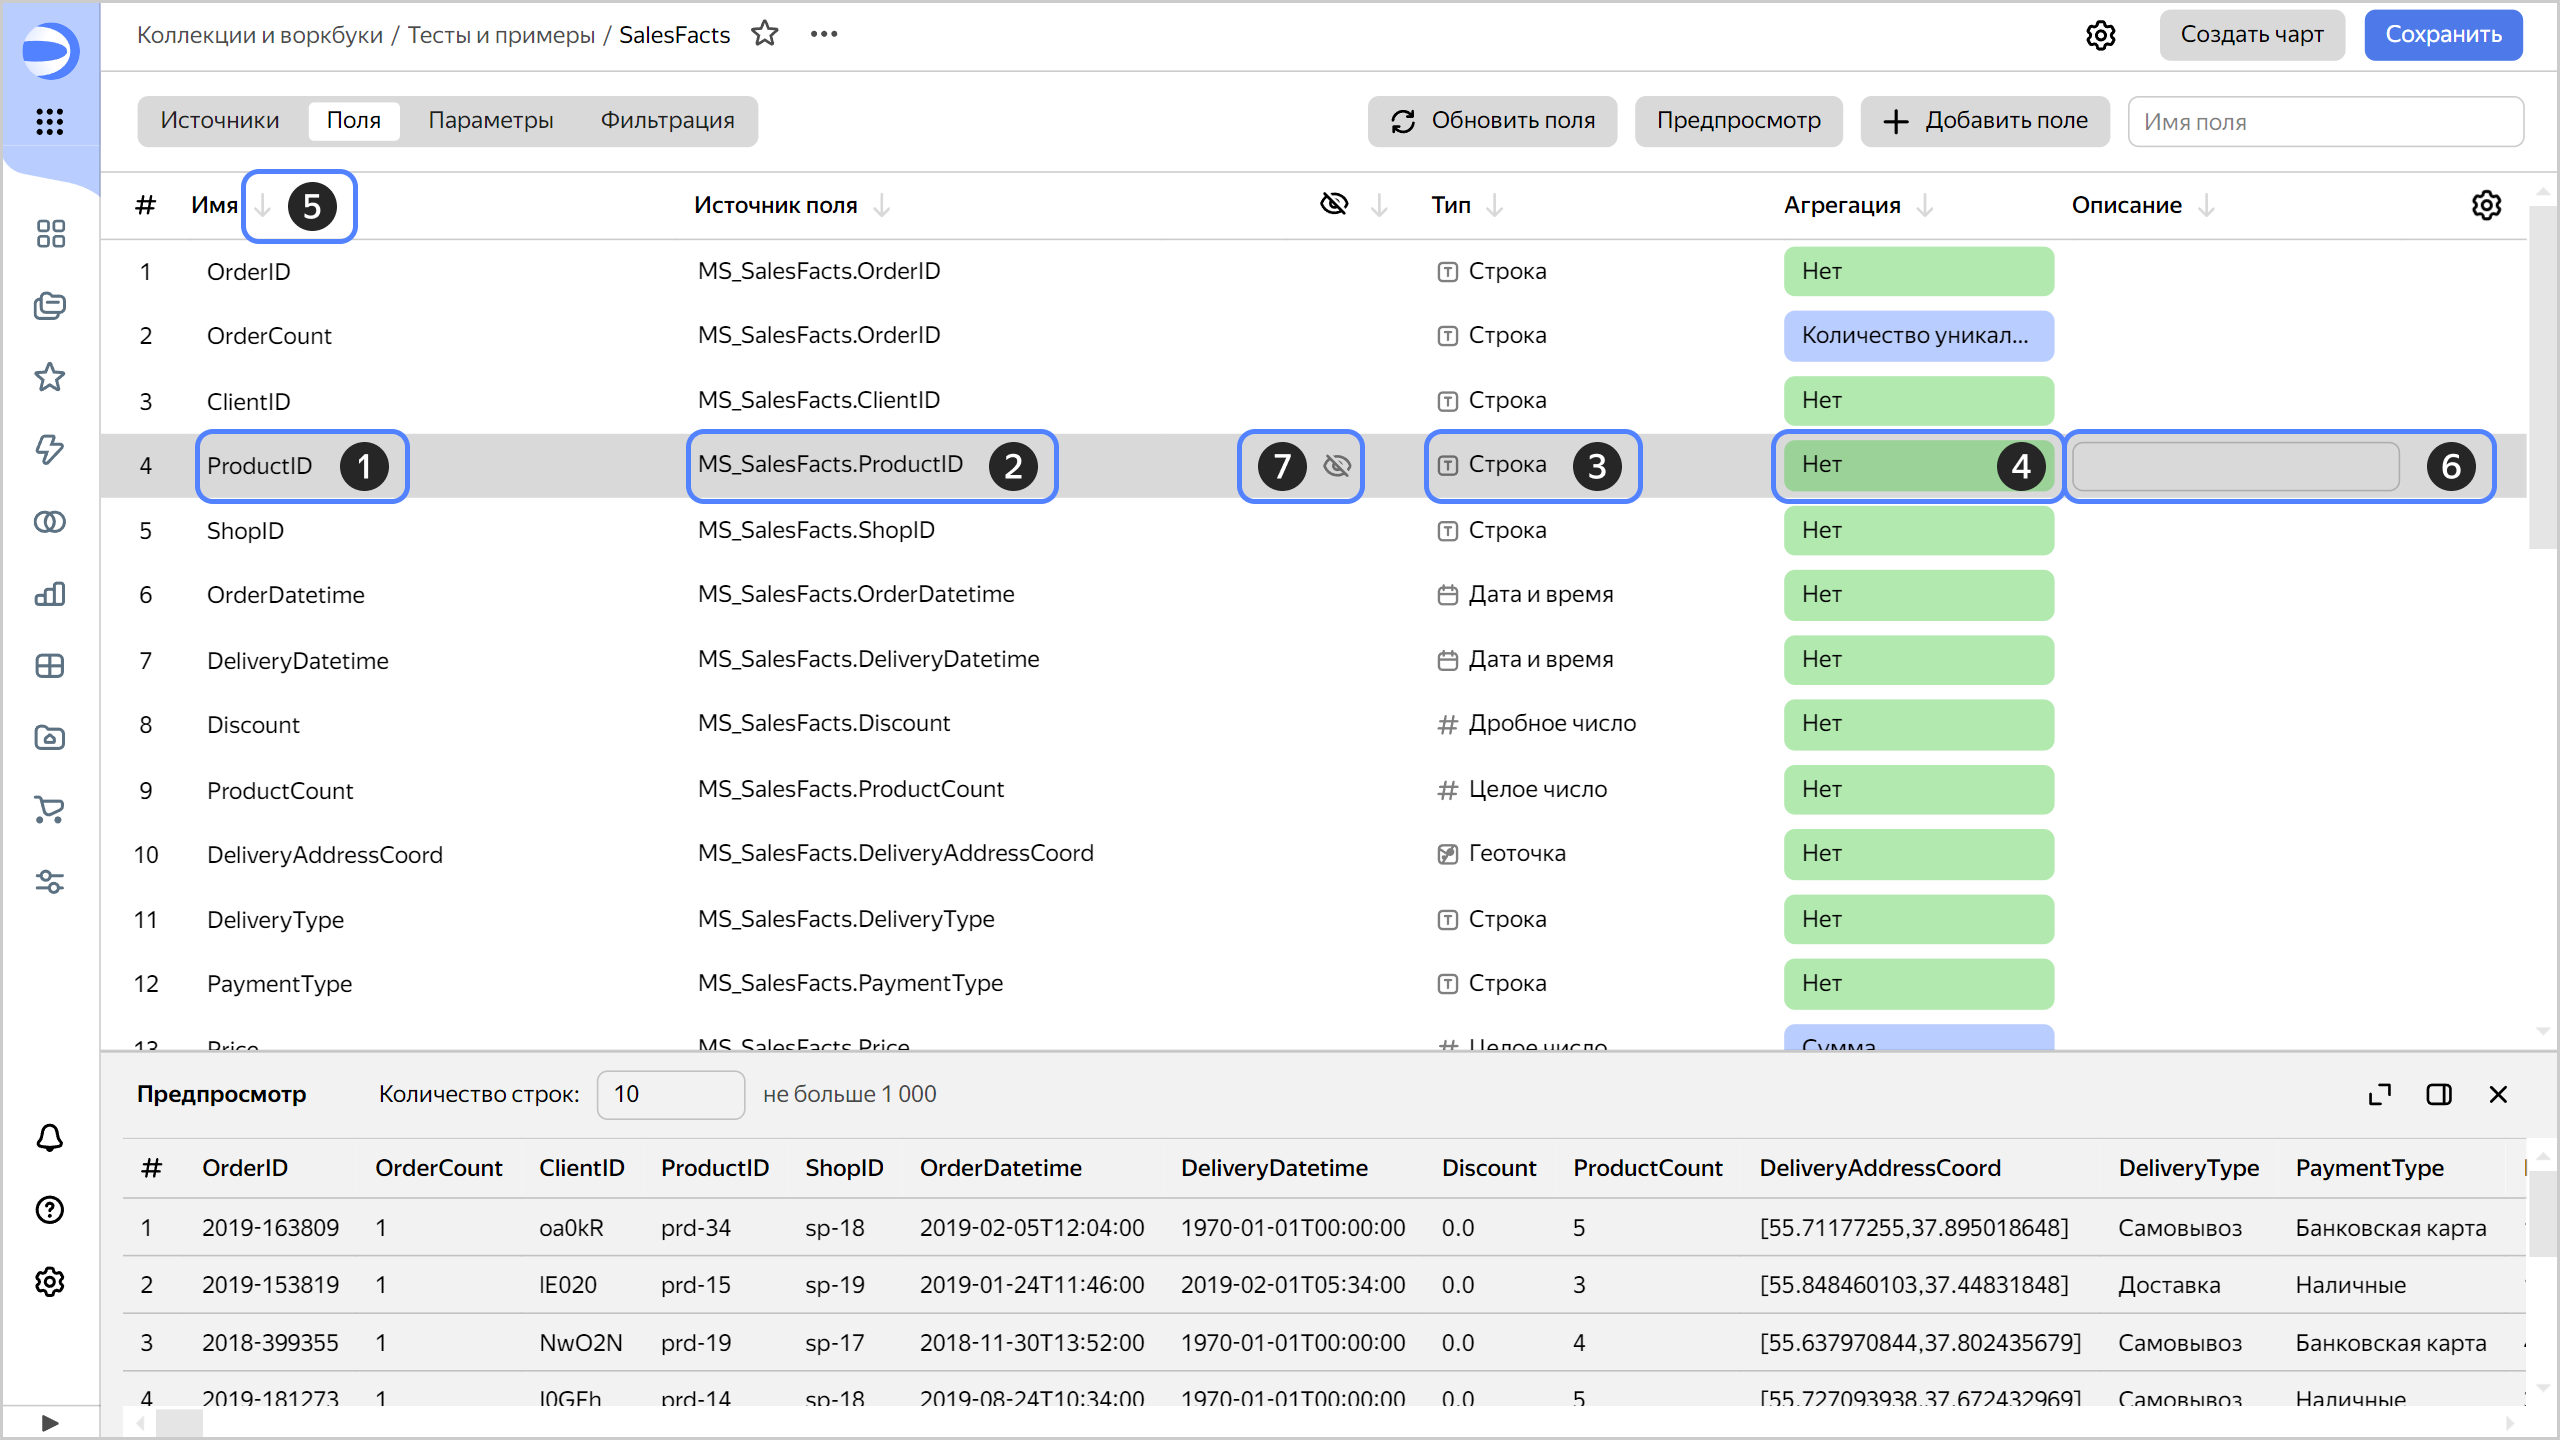 Коллекции и воркбуки / Тесты и примеры / SalesFacts Создать чарт Сохранить
Источники Поля Параметры Фильтрация Обновить поля Предпросмотр Добавить поле Имя поля
# Имя 5 Источник поля Тип Агрегация Описание
1 OrderID MS_SalesFacts.OrderID Строка Нет
2 OrderCount MS_SalesFacts.OrderID Строка Количество уникал...
3 ClientID MS_SalesFacts.ClientID Строка Нет
4 ProductID 1 MS_SalesFacts.ProductID 2 7 Строка 3 Нет 4 6
5 ShopID MS_SalesFacts.ShopID Строка Нет
6 OrderDatetime MS_SalesFacts.OrderDatetime Дата и время Нет
7 DeliveryDatetime MS_SalesFacts.DeliveryDatetime Дата и время Нет
8 Discount MS_SalesFacts.Discount Дробное число Нет
9 ProductCount MS_SalesFacts.ProductCount Целое число Нет
10 DeliveryAddressCoord MS_SalesFacts.DeliveryAddressCoord Геоточка Нет
11 DeliveryType MS_SalesFacts.DeliveryType Строка Нет
12 PaymentType MS_SalesFacts.PaymentType Строка Нет
13 Price MS_SalesFacts.Price Целое число Сумма
Предпросмотр Количество строк: 10 не больше 1 000
# OrderID OrderCount ClientID ProductID ShopID OrderDatetime DeliveryDatetime Discount ProductCount DeliveryAddressCoord DeliveryType PaymentType
1 2019-163809 1 oa0kR prd-34 sp-18 2019-02-05T12:04:00 1970-01-01T00:00:00 0.0 5 [55.71177255,37.895018648] Самовывоз Банковская карта
2 2019-153819 1 lE020 prd-15 sp-19 2019-01-24T11:46:00 2019-02-01T05:34:00 0.0 3 [55.848460103,37.44831848] Доставка Наличные
3 2018-399355 1 NwO2N prd-19 sp-17 2018-11-30T13:52:00 1970-01-01T00:00:00 0.0 4 [55.637970844,37.802435679] Самовывоз Банковская карта
4 2019-181273 1 prd-14 sp-18 2019-08-24T10:34:00 1970-01-01T00:00:00 0.0 5 [55.727093938,37.672432969] Самовывоз Наличные